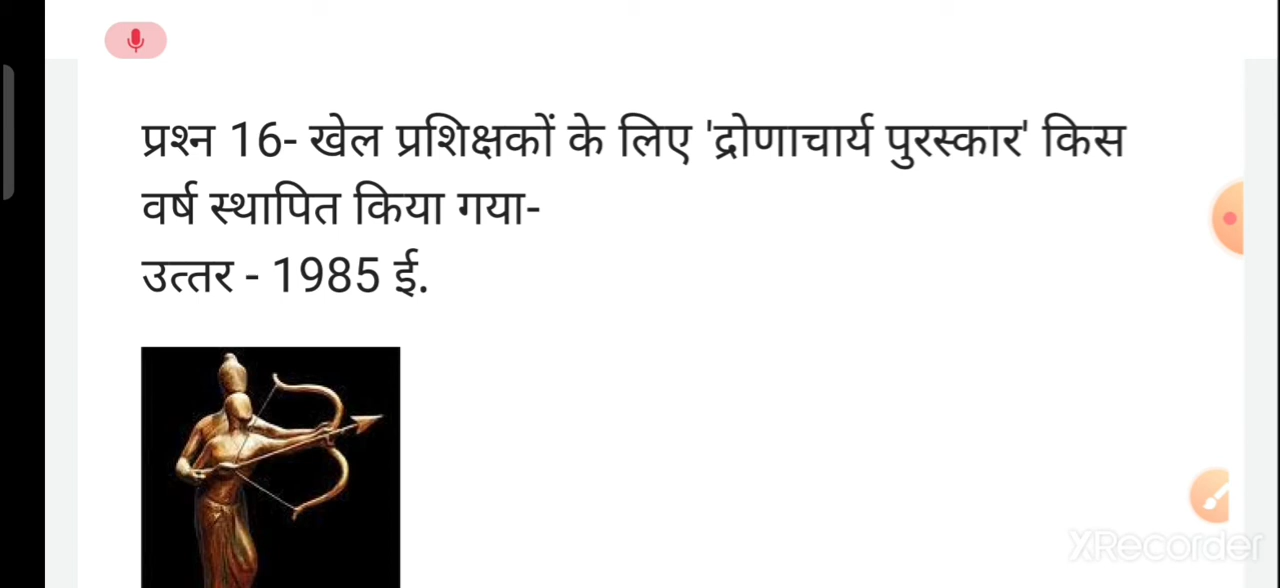 प्रश्न 16- खेल प्रशिक्षकों के लिए 'द्रोणाचार्य पुरस्कार' किस
वर्ष स्थापित किया गया-
उत्तर - 1985 ई.
XRecorder